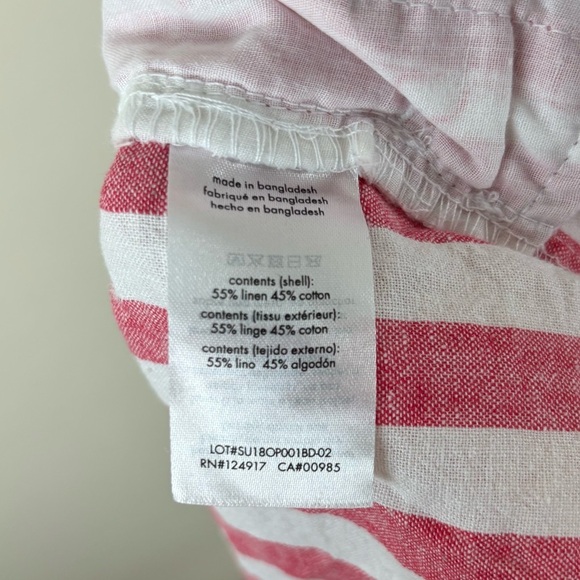 made in bangladesh
fabriqué en bangladesh
hecho en bangladesh
contents (shell):
55% linen 45% cotton
contents (tissu extérieur):
55% linge 45% coton
contents (tejido externo):
55% lino 45% algodón
LOT#SU18OP001BD-02
RN#124917 CA#00985